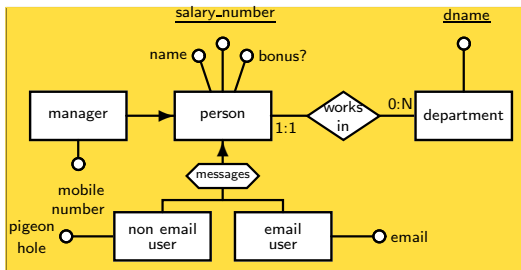 salary_number
dname
name
bonus?
manager
person
works
in
department
1:1
0:N
messages
mobile
number
pigeon
hole
non email
user
email
user
email